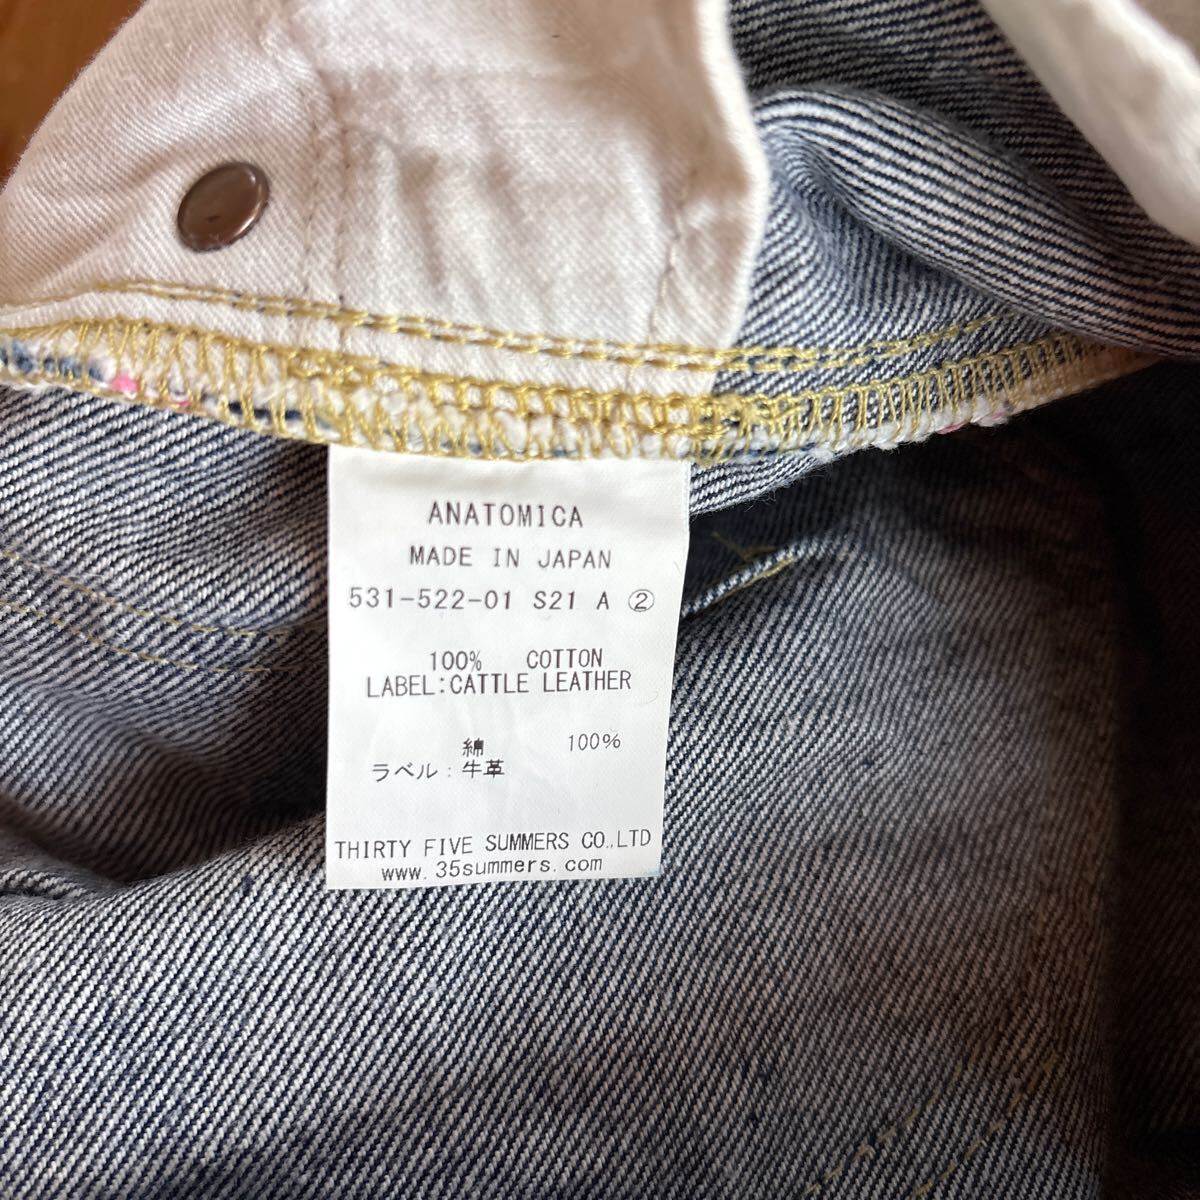 ANATOMICA
MADE IN JAPAN
531-522-01 S21 A ②
100% COTTON
LABEL:CATTLE LEATHER
綿 100%
ラベル：牛革
THIRTY FIVE SUMMERS CO.,LTD
www.35summers.com